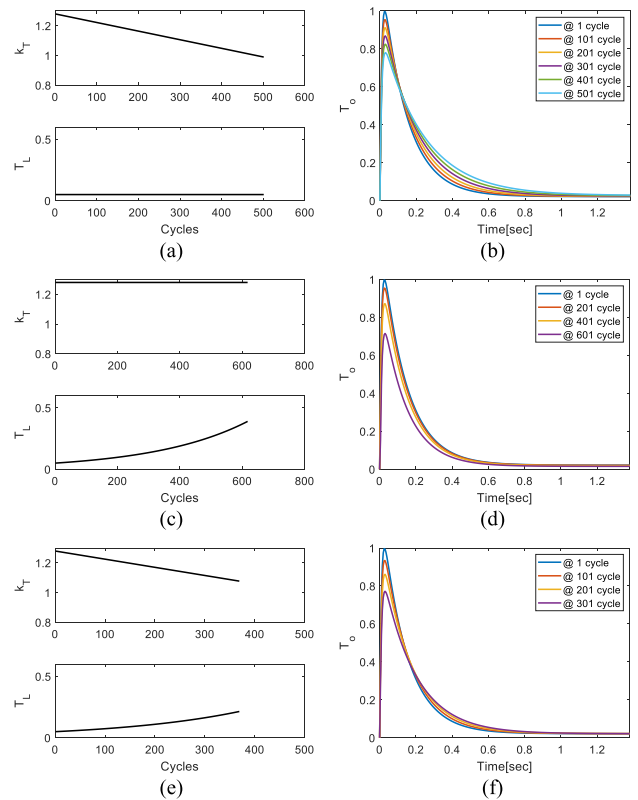 1.2
1
0.8
k_T
0 100 200 300 400 500 600
0.5
0
T_L
0 100 200 300 400 500 600
Cycles
(a)
1
0.8
0.6
0.4
0.2
0
T_o
0 0.2 0.4 0.6 0.8 1 1.2
Time[sec]
@ 1 cycle
@ 101 cycle
@ 201 cycle
@ 301 cycle
@ 401 cycle
@ 501 cycle
(b)
1.2
1
0.8
k_T
0 200 400 600 800
0.5
0
T_L
0 200 400 600 800
Cycles
(c)
1
0.8
0.6
0.4
0.2
0
T_o
0 0.2 0.4 0.6 0.8 1 1.2
Time[sec]
@ 1 cycle
@ 201 cycle
@ 401 cycle
@ 601 cycle
(d)
1.2
1
0.8
k_T
0 100 200 300 400 500
0.5
0
T_L
0 100 200 300 400 500
Cycles
(e)
1
0.8
0.6
0.4
0.2
0
T_o
0 0.2 0.4 0.6 0.8 1 1.2
Time[sec]
@ 1 cycle
@ 101 cycle
@ 201 cycle
@ 301 cycle
(f)